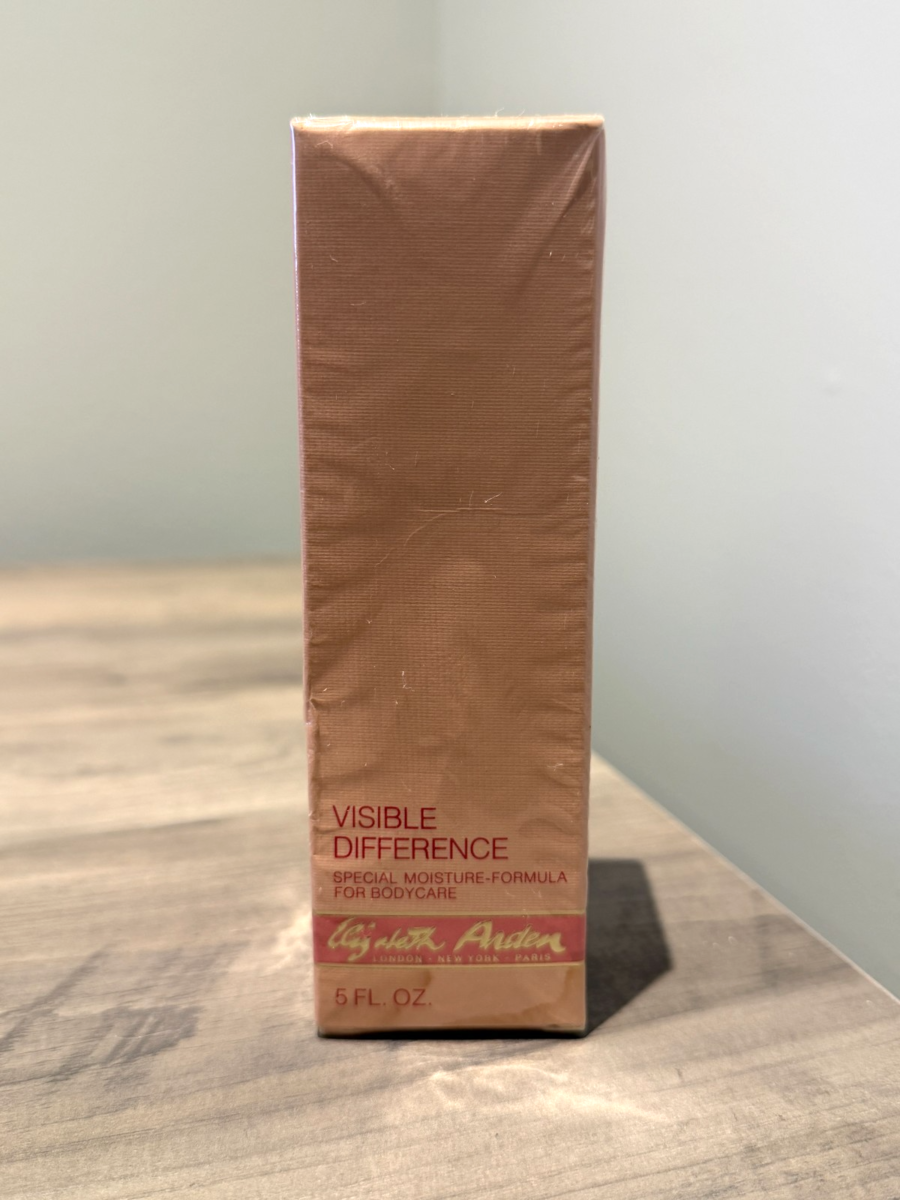 VISIBLE
DIFFERENCE
SPECIAL MOISTURE-FORMULA
FOR BODYCARE
Elizabeth Arden
LONDON · NEW YORK · PARIS
5 FL. OZ.